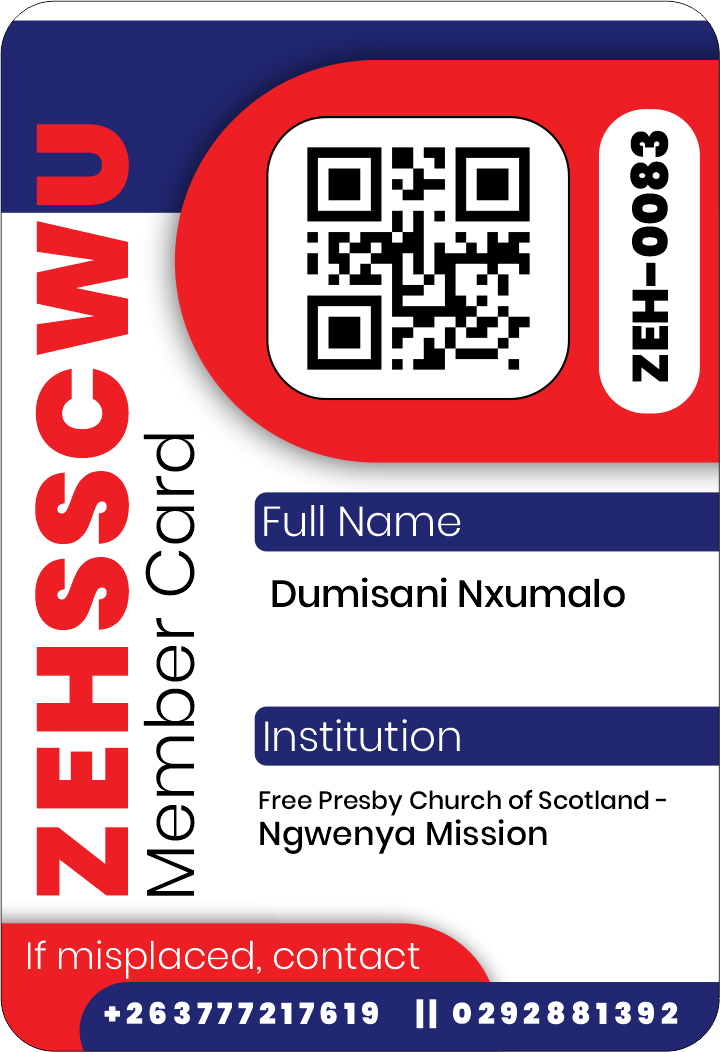 ZEHSSCWU
Member Card
ZEH-0083
Full Name
Dumisani Nxumalo
Institution
Free Presby Church of Scotland -
Ngwenya Mission
If misplaced, contact
+263777217619 || 0292881392